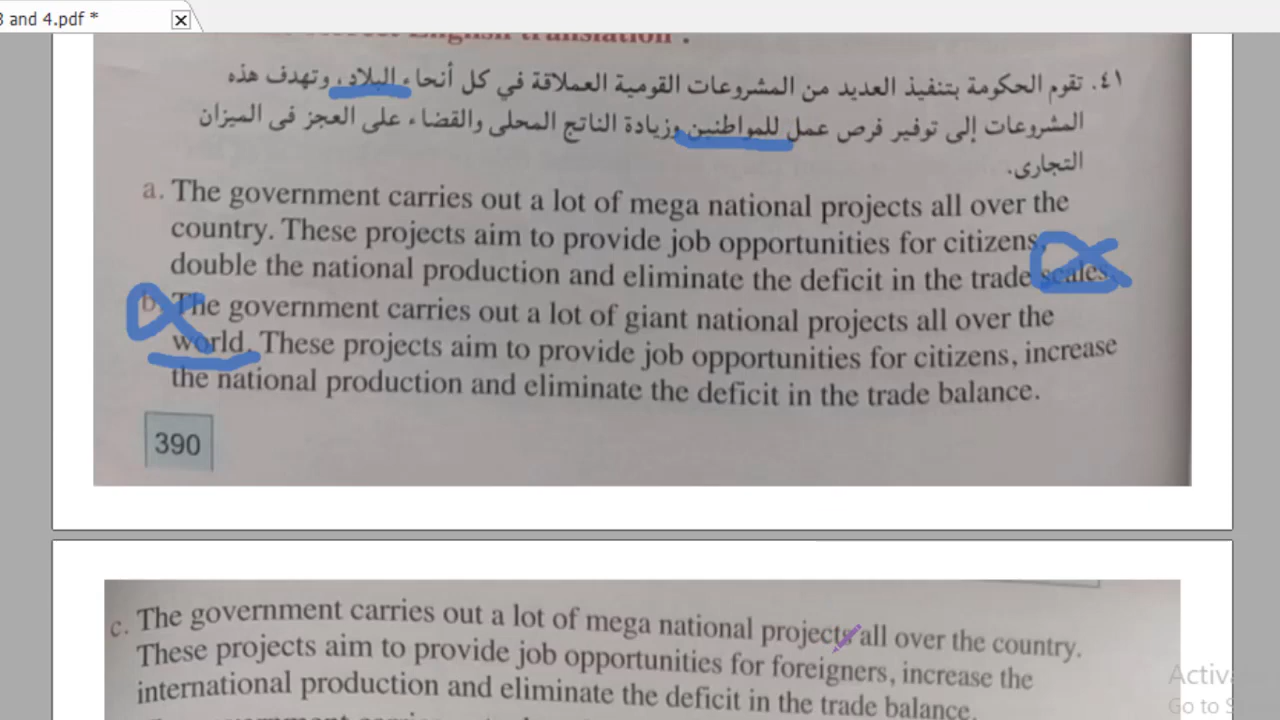 3 and 4.pdf *
English translation .
٤١. تقوم الحكومة بتنفيذ العديد من المشروعات القومية العملاقة في كل أنحاء البلاد، وتهدف هذه
المشروعات إلى توفير فرص عمل للمواطنين وزيادة الناتج المحلى والقضاء على العجز فى الميزان
التجارى.
a. The government carries out a lot of mega national projects all over the
country. These projects aim to provide job opportunities for citizens,
double the national production and eliminate the deficit in the trade scales.
b. The government carries out a lot of giant national projects all over the
world. These projects aim to provide job opportunities for citizens, increase
the national production and eliminate the deficit in the trade balance.
390
c. The government carries out a lot of mega national projects all over the country.
These projects aim to provide job opportunities for foreigners, increase the
international production and eliminate the deficit in the trade balance.
Activa
Go to S